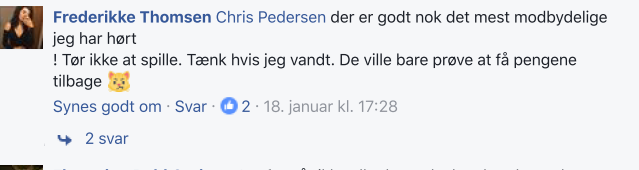 Frederikke Thomsen Chris Pedersen der er godt nok det mest modbydelige
jeg har hørt
! Tør ikke at spille. Tænk hvis jeg vandt. De ville bare prøve at få pengene
tilbage 😿
Synes godt om · Svar · 2 · 18. januar kl. 17:28
2 svar